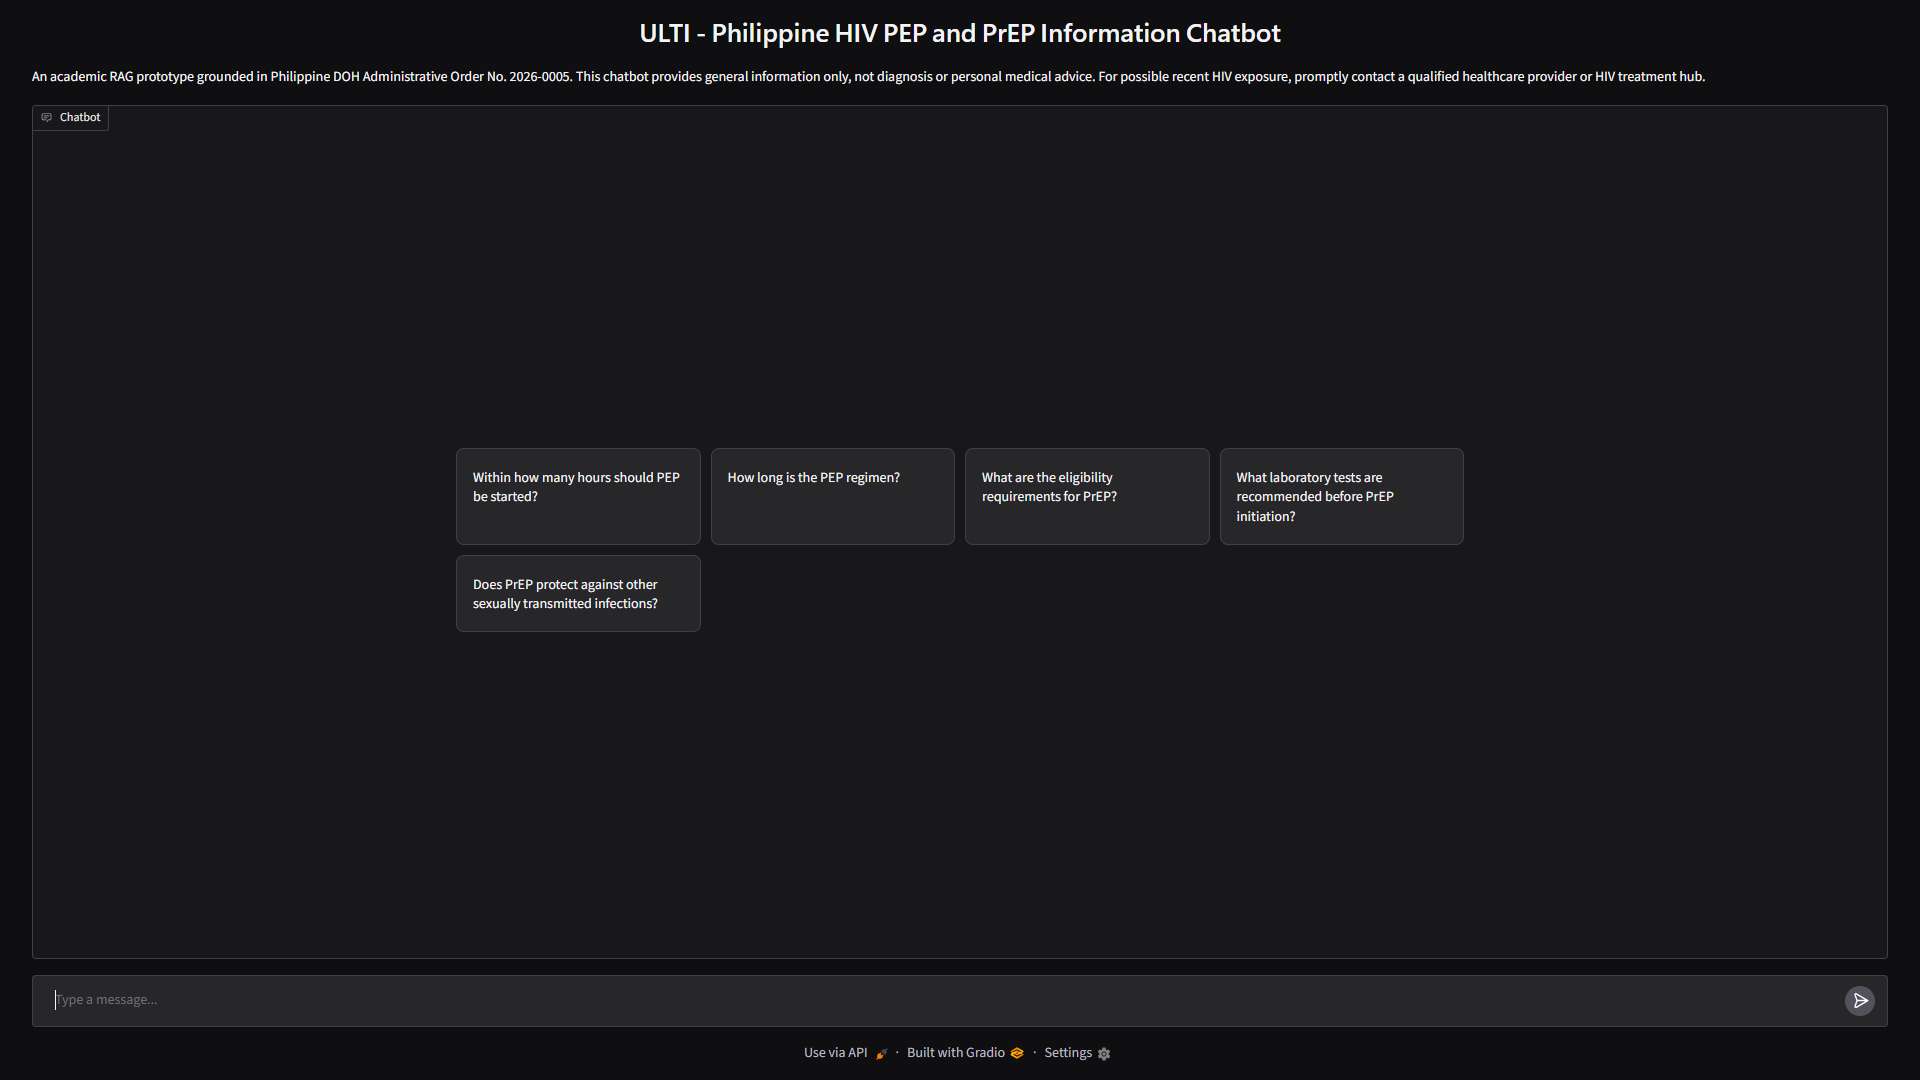 ULTI - Philippine HIV PEP and PrEP Information Chatbot
An academic RAG prototype grounded in Philippine DOH Administrative Order No. 2026-0005. This chatbot provides general information only, not diagnosis or personal medical advice. For possible recent HIV exposure, promptly contact a qualified healthcare provider or HIV treatment hub.
Chatbot
Within how many hours should PEP
be started?
How long is the PEP regimen?
What are the eligibility
requirements for PrEP?
What laboratory tests are
recommended before PrEP
initiation?
Does PrEP protect against other
sexually transmitted infections?
Type a message...
Use via API · Built with Gradio · Settings